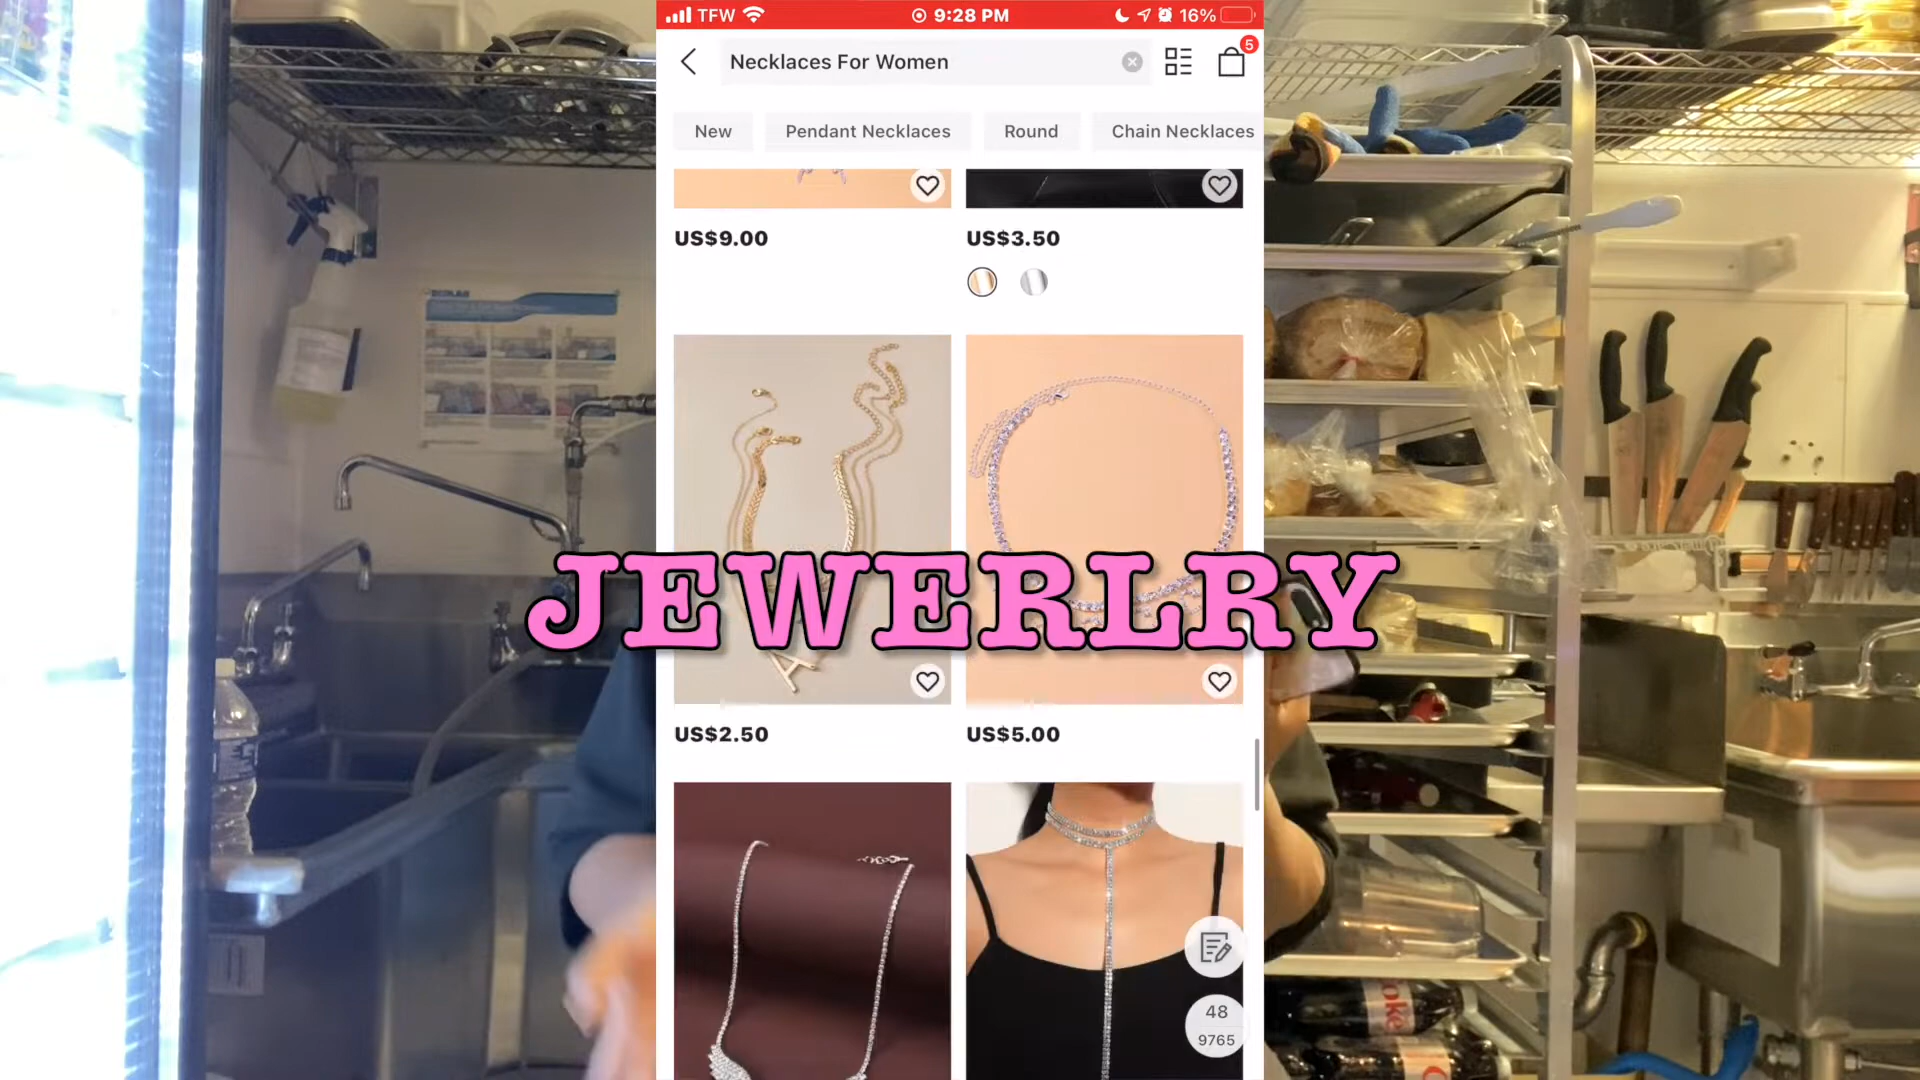 TFW 9:28 PM 16%
Necklaces For Women
5
New Pendant Necklaces Round Chain Necklaces
US$9.00 US$3.50
JEWERLRY
US$2.50 US$5.00
48
9765
Coke